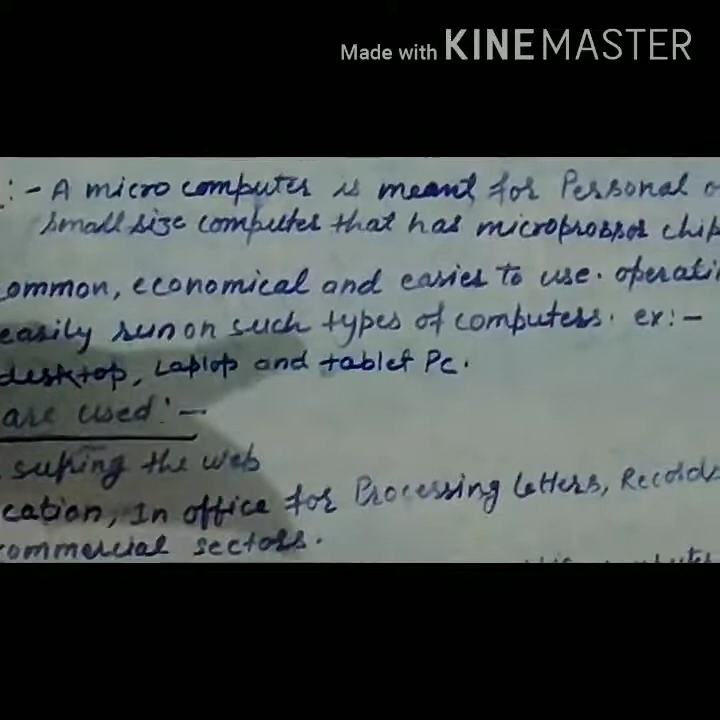 Made with KINEMASTER
:- A micro computer is meant for Personal o
small size computer that has microprossor chip
ommon, economical and easier to use. operati
easily run on such types of computers. ex:-
desktop, Laptop and tablet PC.
are used:-
sufing the web
cation, In office for Processing Letters, Records
commercial sectors.